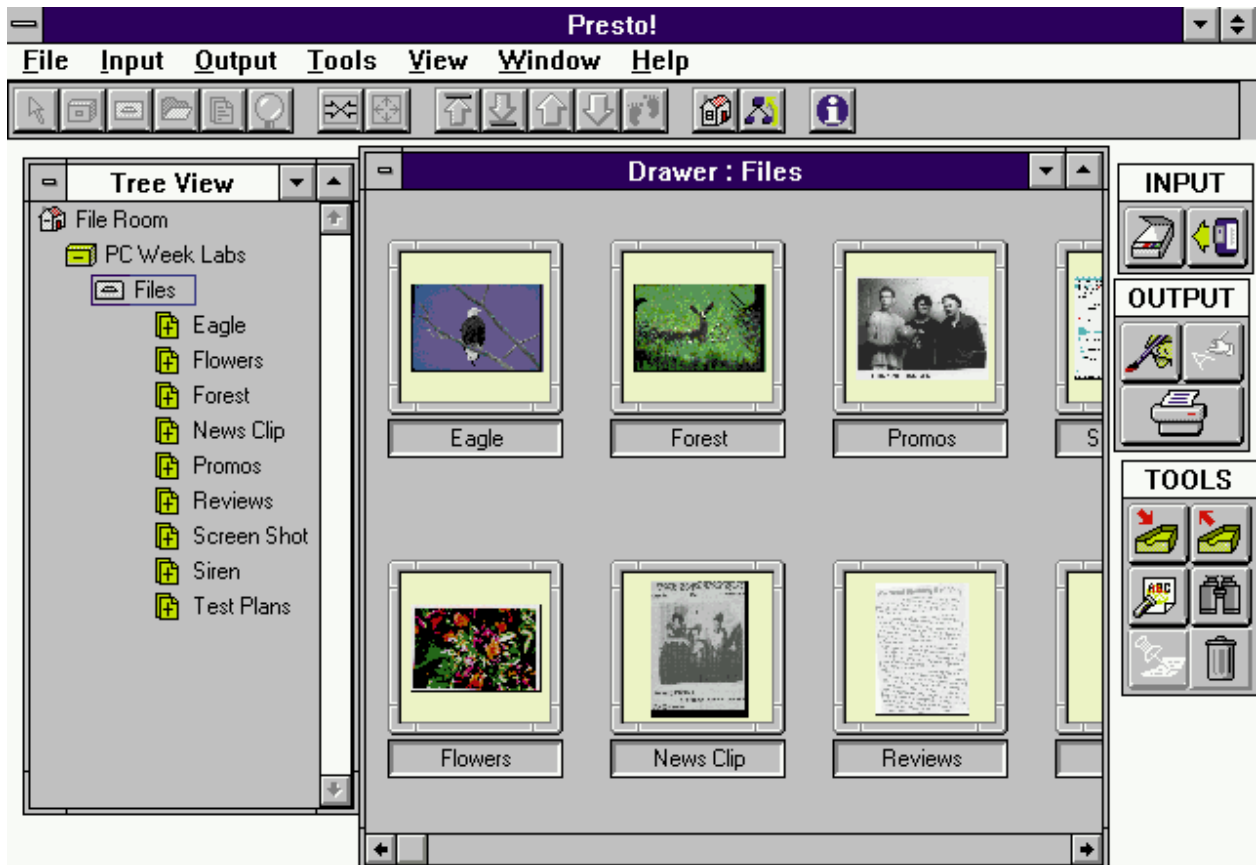 Presto!
File Input Output Tools View Window Help
Tree View
File Room
PC Week Labs
Files
Eagle
Flowers
Forest
News Clip
Promos
Reviews
Screen Shot
Siren
Test Plans
Drawer : Files
Eagle Forest Promos S
Flowers News Clip Reviews
INPUT
OUTPUT
TOOLS
ABC